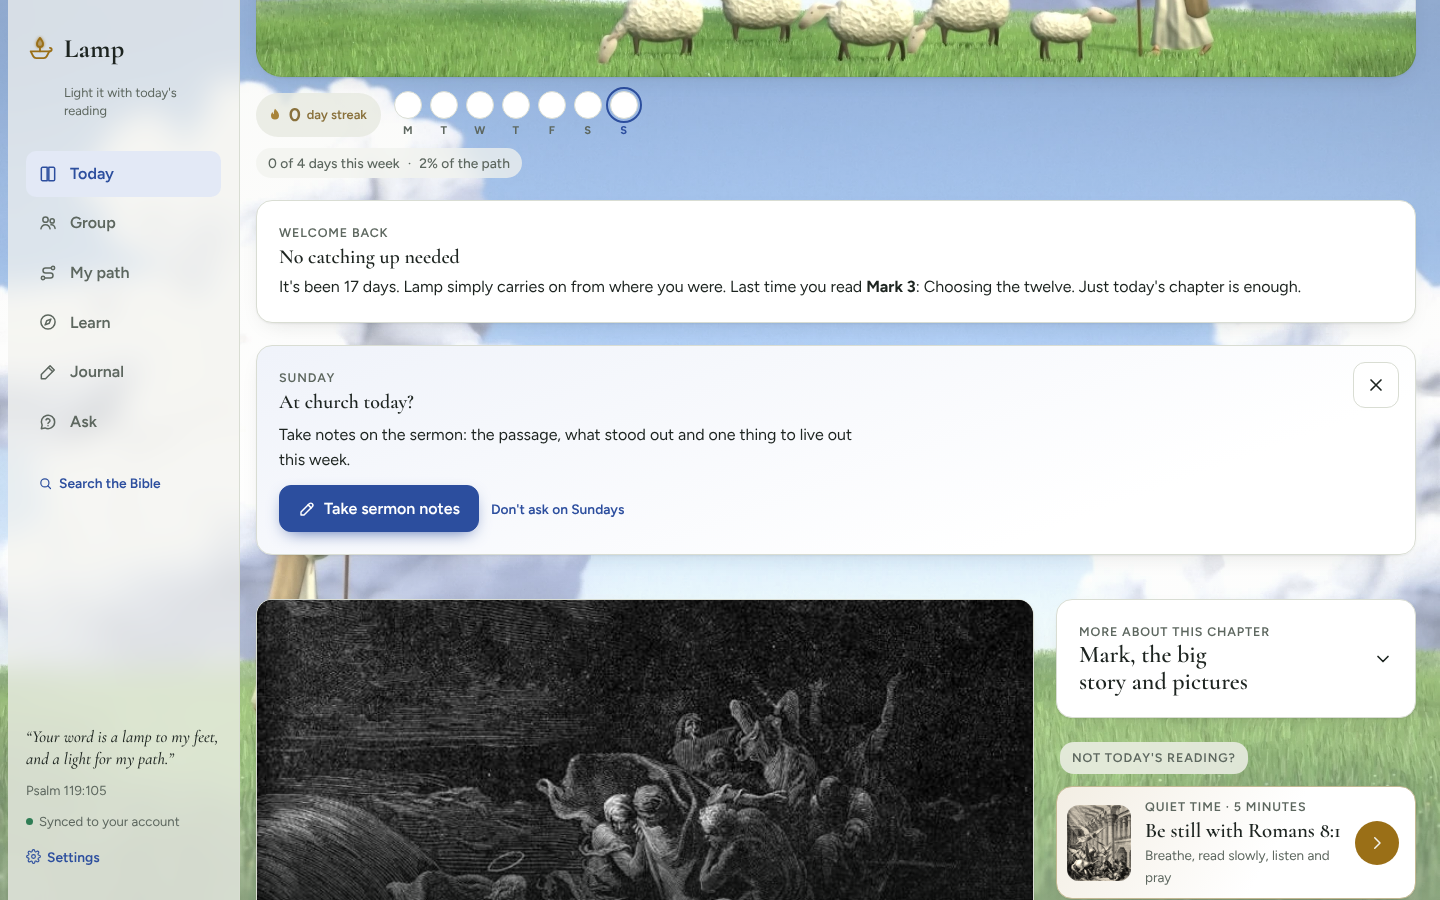 Lamp
Light it with today's
reading
Today
Group
My path
Learn
Journal
Ask
Search the Bible
“Your word is a lamp to my feet,
and a light for my path.”
Psalm 119:105
Synced to your account
Settings
0 day streak
M T W T F S S
0 of 4 days this week · 2% of the path
WELCOME BACK
No catching up needed
It's been 17 days. Lamp simply carries on from where you were. Last time you read Mark 3: Choosing the twelve. Just today's chapter is enough.
SUNDAY
At church today?
Take notes on the sermon: the passage, what stood out and one thing to live out
this week.
Take sermon notes
Don't ask on Sundays
MORE ABOUT THIS CHAPTER
Mark, the big
story and pictures
NOT TODAY'S READING?
QUIET TIME · 5 MINUTES
Be still with Romans 8:1
Breathe, read slowly, listen and
pray